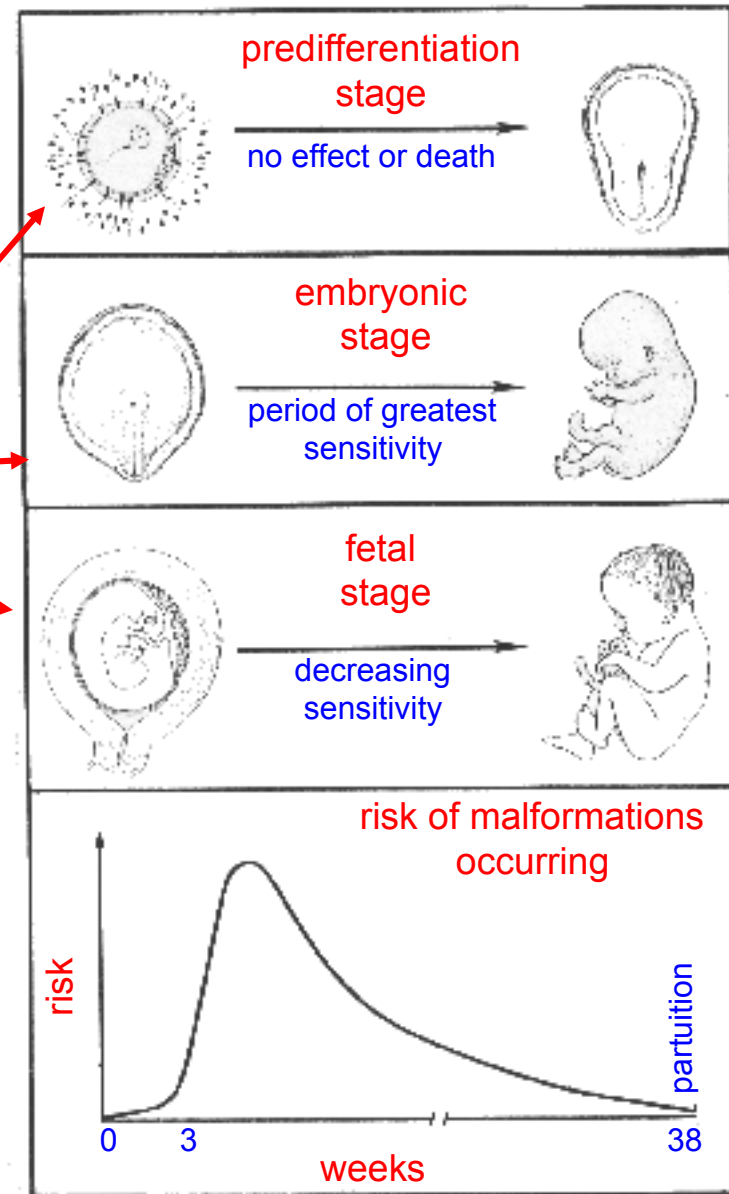 predifferentiation
stage
no effect or death
embryonic
stage
period of greatest
sensitivity
fetal
stage
decreasing
sensitivity
risk of malformations
occurring
risk
partuition
0 3 38
weeks